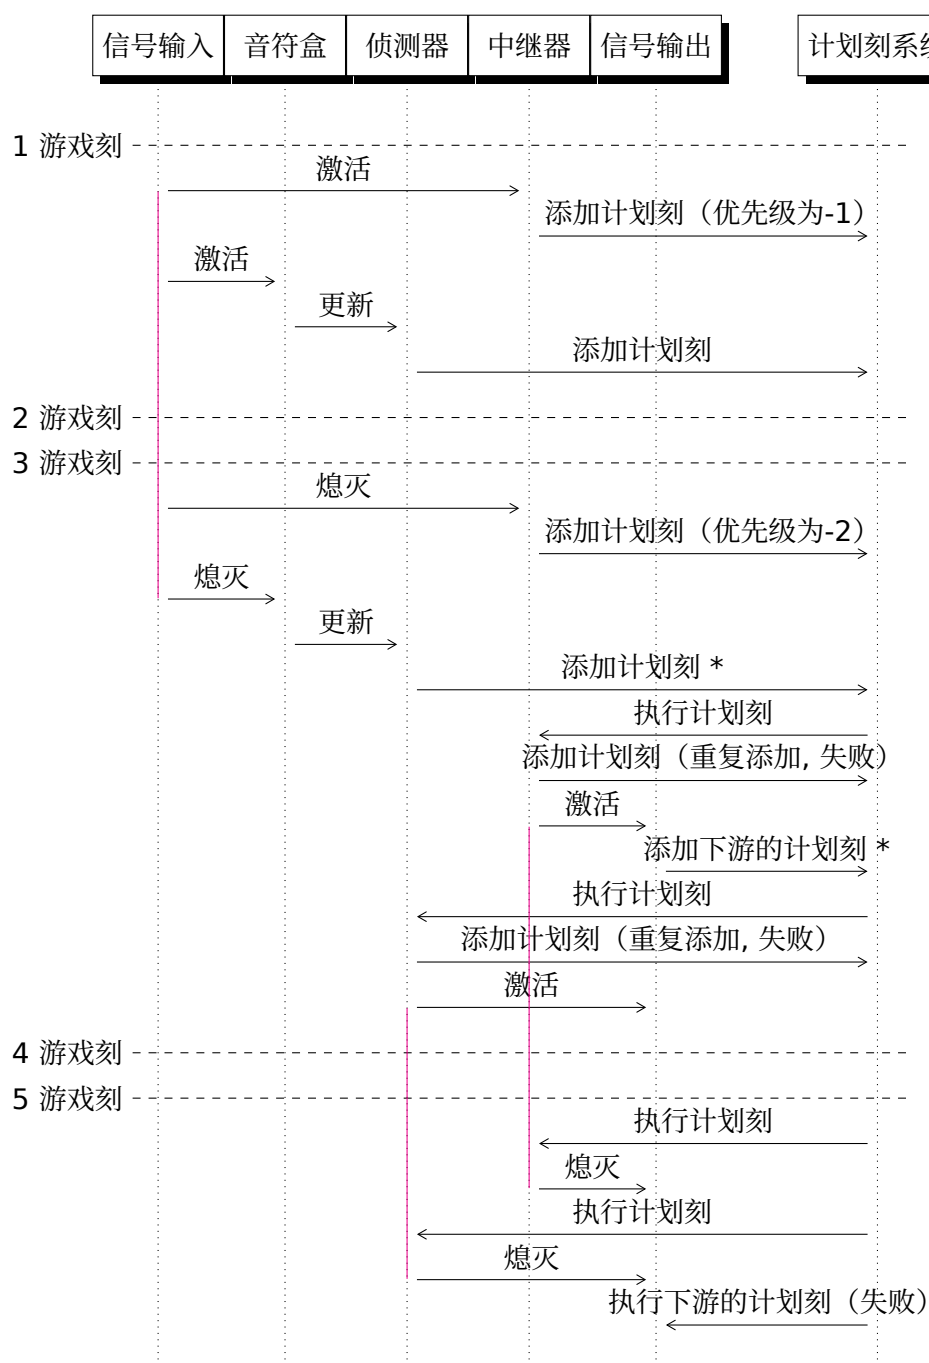 信号输入
音符盒
侦测器
中继器
信号输出
计划刻系
1 游戏刻
激活
添加计划刻（优先级为-1）
激活
更新
添加计划刻
2 游戏刻
3 游戏刻
熄灭
添加计划刻（优先级为-2）
熄灭
更新
添加计划刻 *
执行计划刻
添加计划刻（重复添加, 失败）
激活
添加下游的计划刻 *
执行计划刻
添加计划刻（重复添加, 失败）
激活
4 游戏刻
5 游戏刻
执行计划刻
熄灭
执行计划刻
熄灭
执行下游的计划刻（失败）